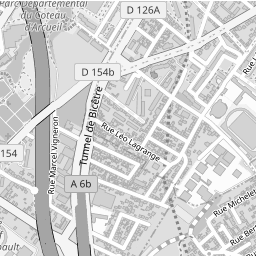 Parc Départemental
du Coteau
d'Arcueil
D 126A
D 154b
154
Tunnel de Bicêtre
Rue Marcel Vigneron
Rue Léo Lagrange
A 6b
Rue Michelet